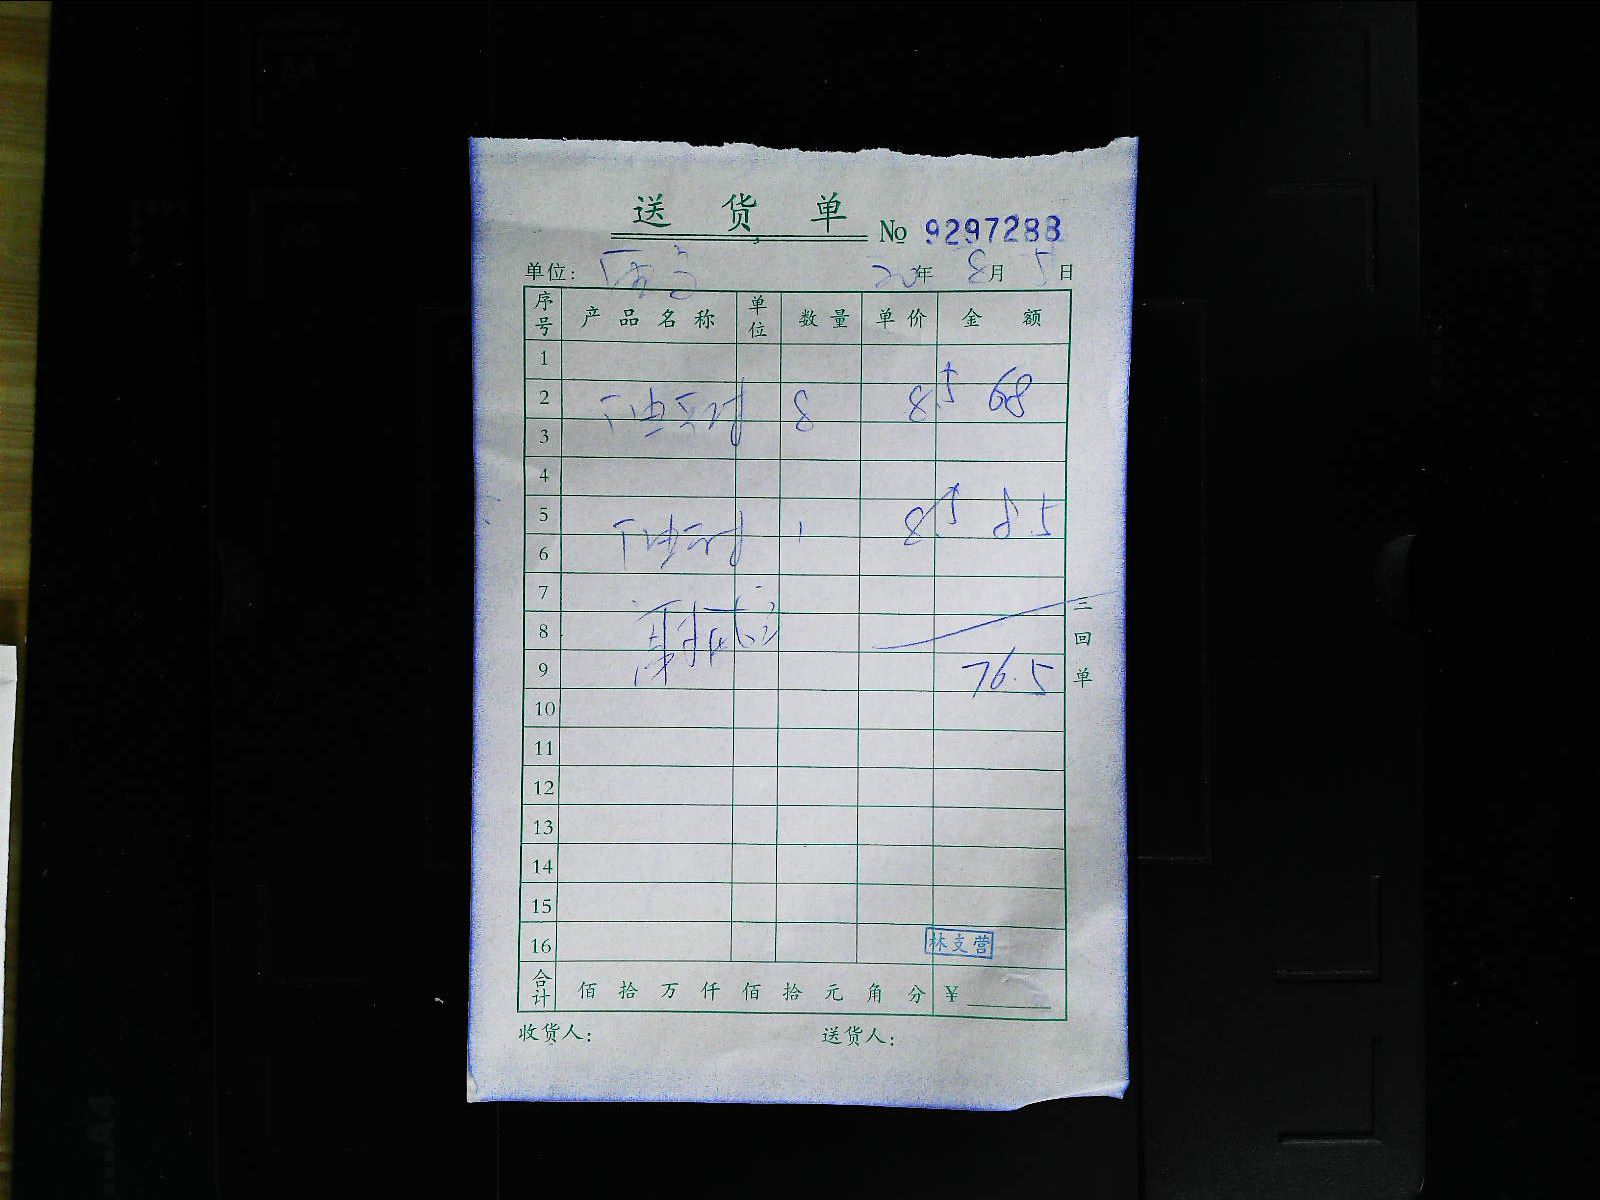 送货单 No 9297288
单位： 20年 8月 5日
序号 产品名称 单位 数量 单价 金额
1
2 8 8.5 68
3
4
5 1 8.5 8.5
6
7
8
9 76.5
10
11
12
13
14
15
16 林支营
合计 佰 拾 万 仟 佰 拾 元 角 分 ¥
收货人： 送货人：
三回单